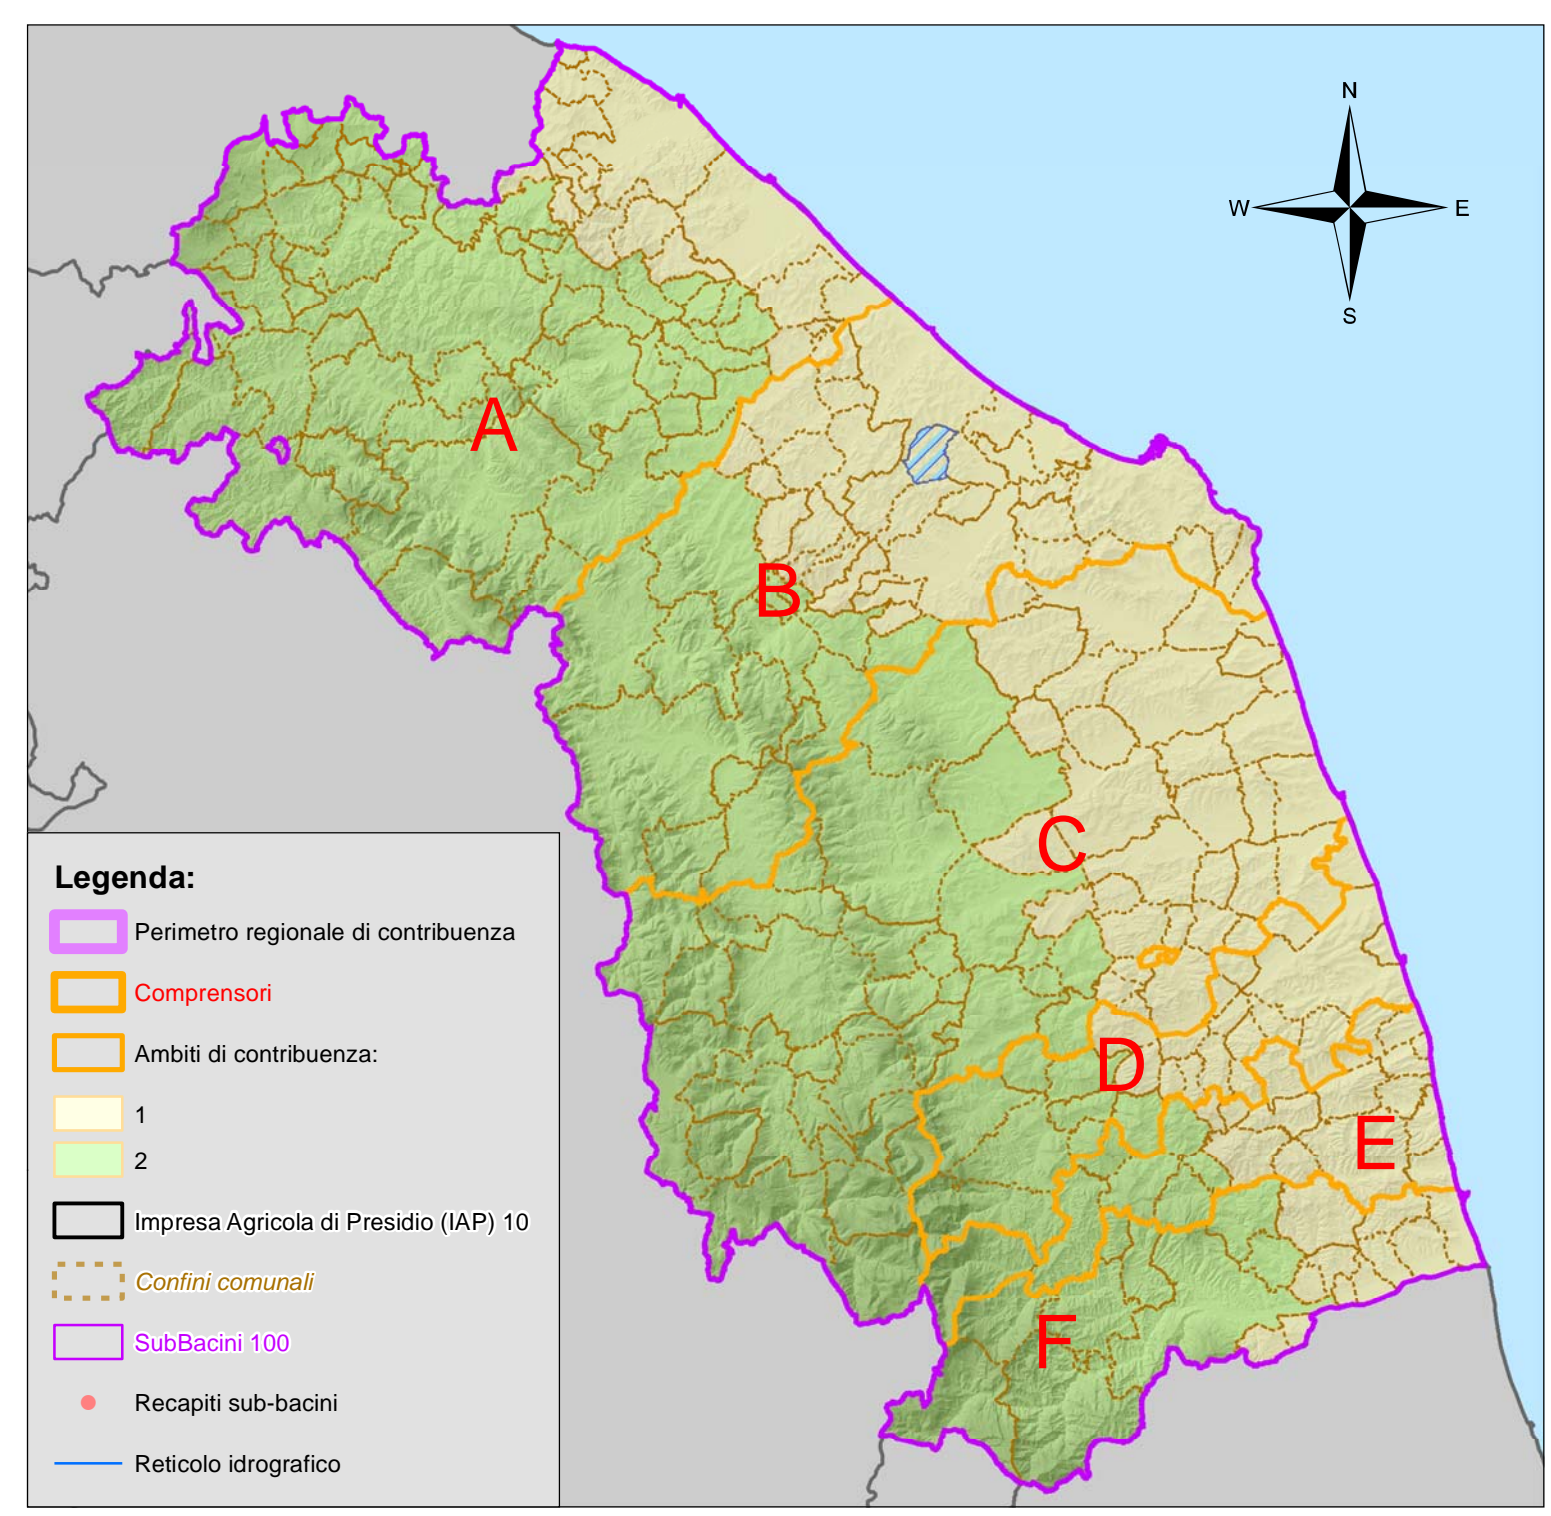 N
W
E
S
A
B
C
D
E
F
Legenda:
Perimetro regionale di contribuenza
Comprensori
Ambiti di contribuenza:
1
2
Impresa Agricola di Presidio (IAP) 10
Confini comunali
SubBacini 100
Recapiti sub-bacini
Reticolo idrografico